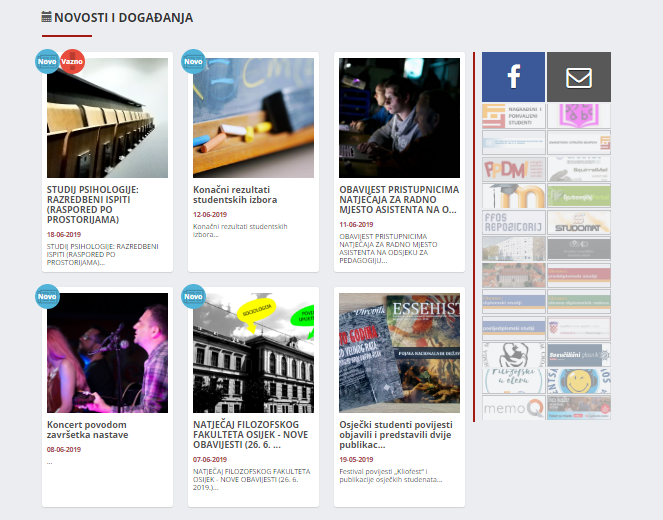 NOVOSTI I DOGAĐANJA
Novo
Važno
STUDIJ PSIHOLOGIJE:
RAZREDBENI ISPITI
(RASPORED PO
PROSTORIJAMA)
18-06-2019
STUDIJ PSIHOLOGIJE: RAZREDBENI
ISPITI (RASPORED PO
PROSTORIJAMA)...
Novo
Konačni rezultati
studentskih izbora
12-06-2019
Konačni rezultati studentskih
izbora...
OBAVIJEST PRISTUPNICIMA
NATJEČAJA ZA RADNO
MJESTO ASISTENTA NA O...
11-06-2019
OBAVIJEST PRISTUPNICIMA
NATJEČAJA ZA RADNO MJESTO
ASISTENTA NA ODSJEKU ZA
PEDAGOGIJU...
Novo
Koncert povodom
završetka nastave
08-06-2019
...
Novo
SOCIOLOGIJA
NATJEČAJ FILOZOFSKOG
FAKULTETA OSIJEK - NOVE
OBAVIJESTI (26. 6. ...
07-06-2019
NATJEČAJ FILOZOFSKOG FAKULTETA
OSIJEK - NOVE OBAVIJESTI (26. 6.
2019.)...
ESSEHIST
Osječki studenti povijesti
objavili i predstavili dvije
publikac...
19-05-2019
Festival povijesti „Kliofest“ i
publikacije osječkih studenata...
NAGRAĐENI I
POHVALJENI
STUDENTI
SquirrelMail
FFOS
REPOZITORIJ
STUDOMAT
memoQ